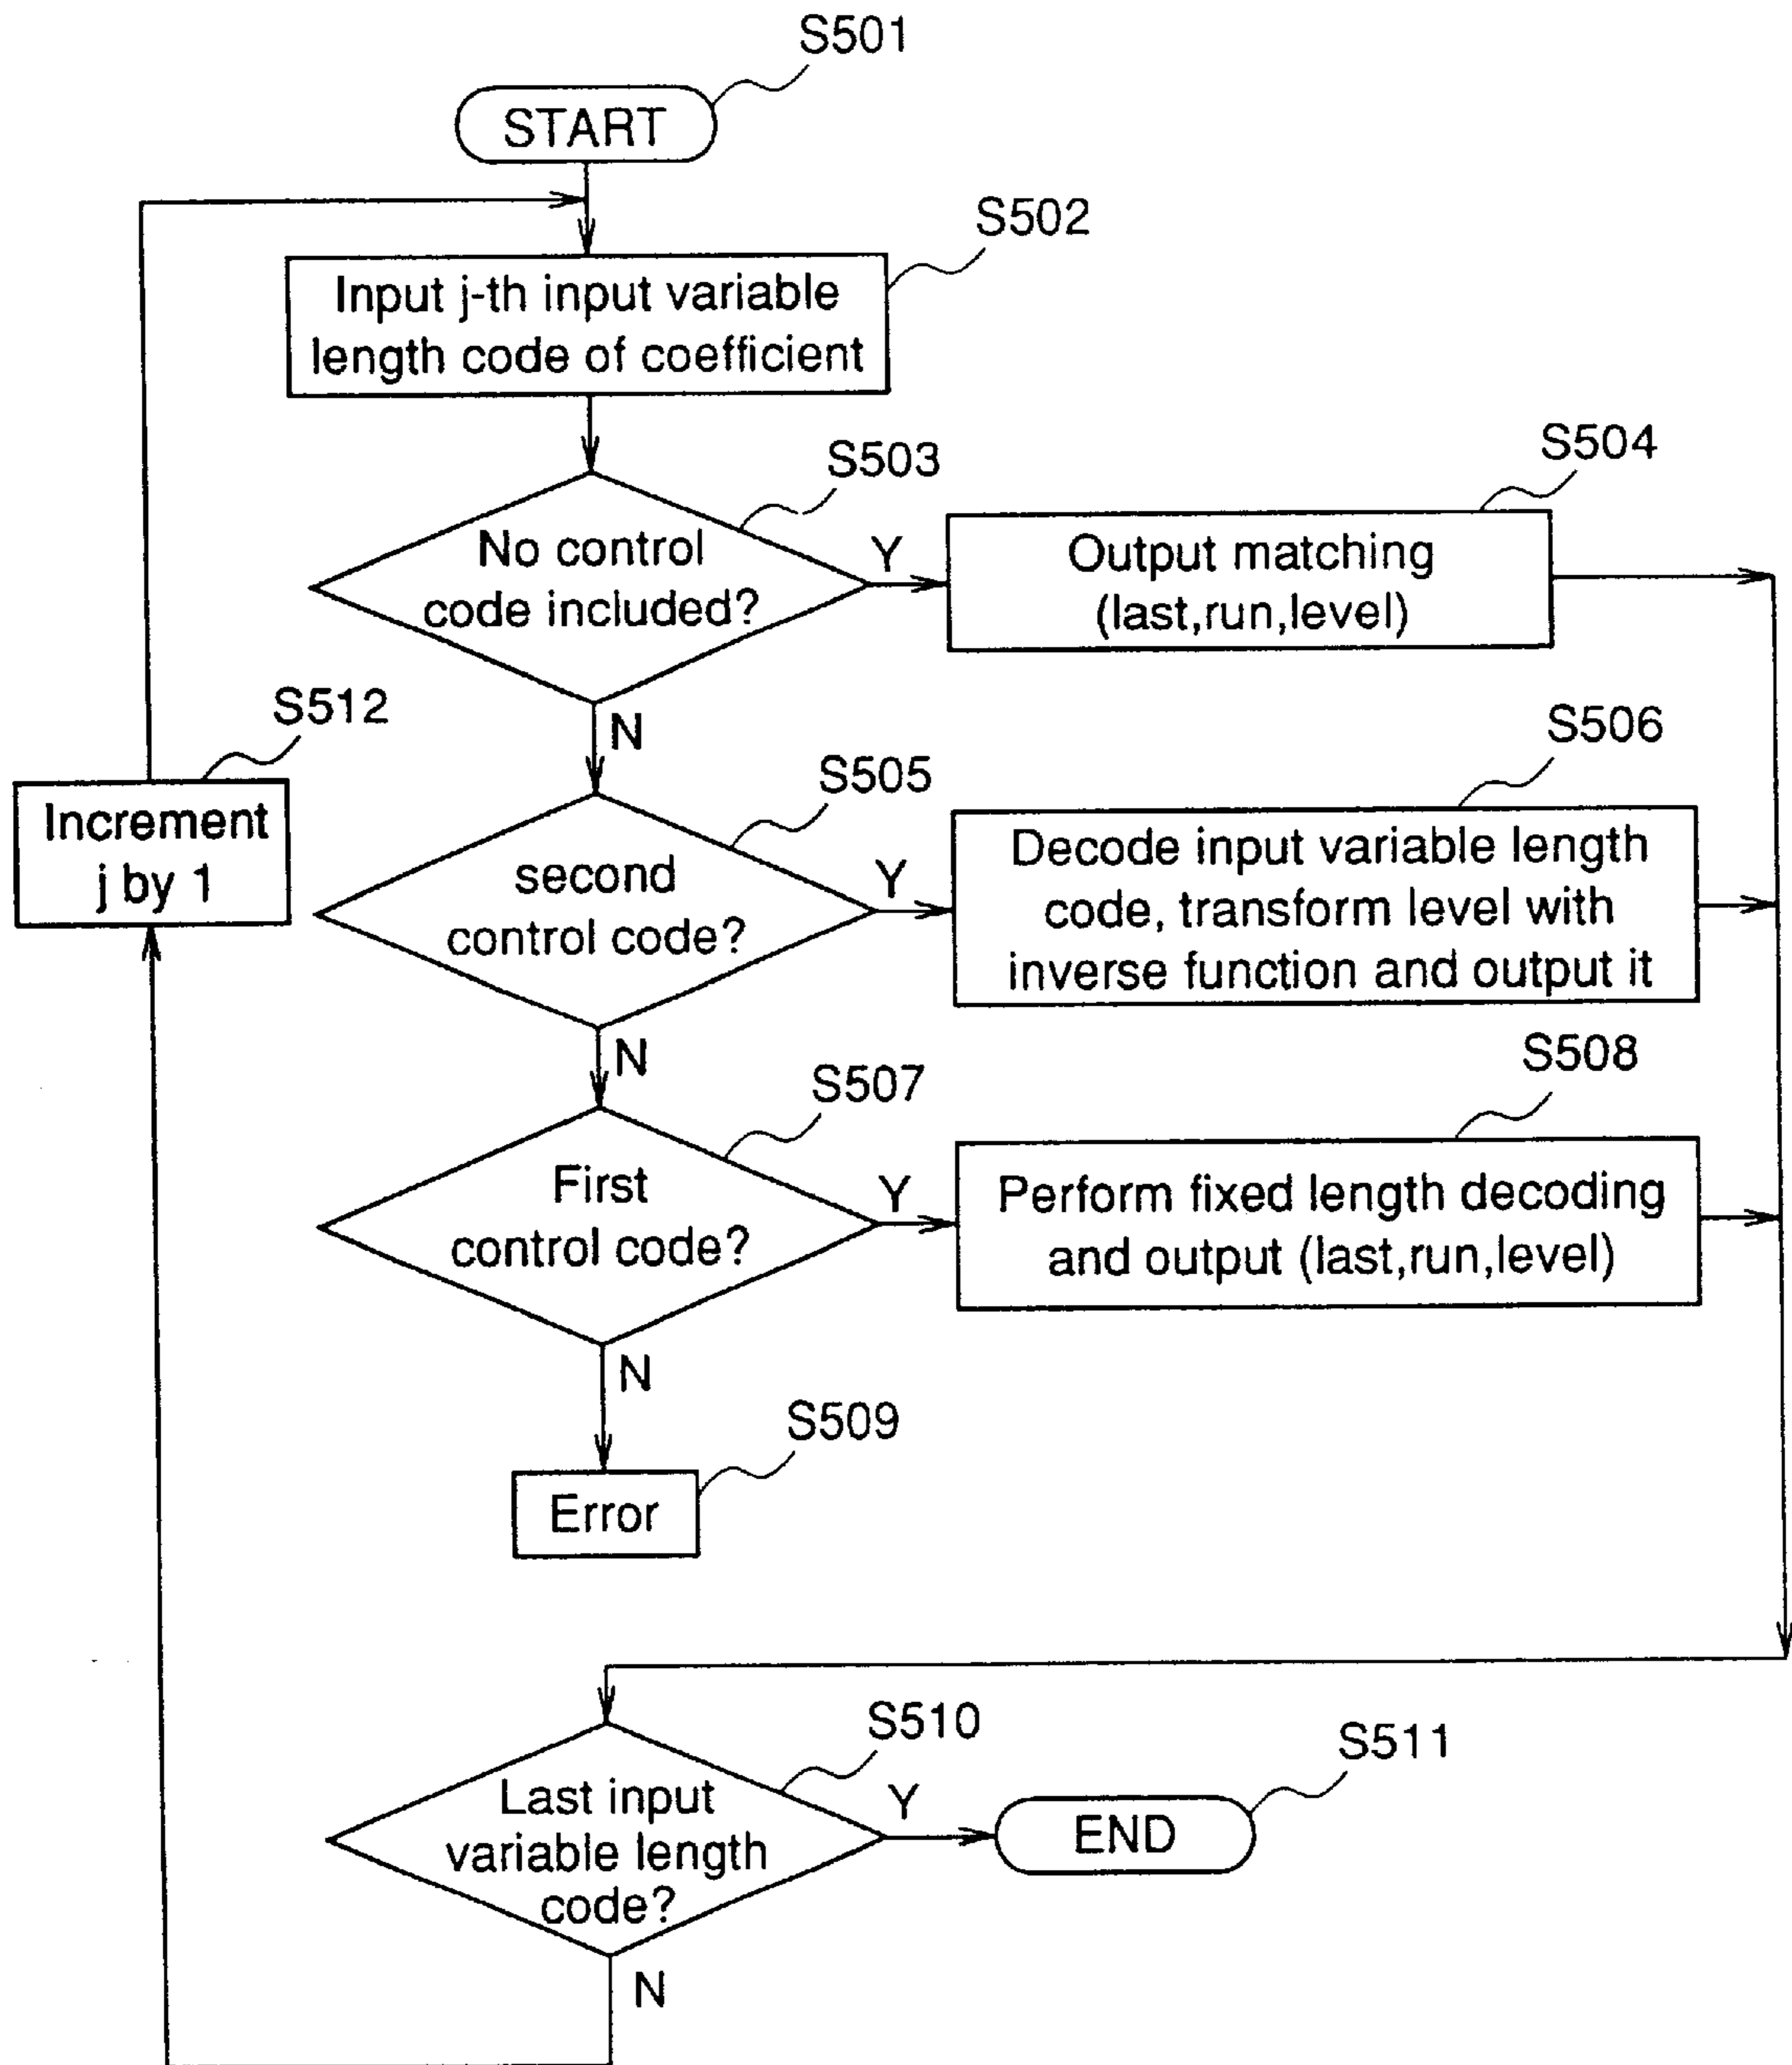 S501
START
S502
Input j-th input variable
length code of coefficient
S503
No control
code included?
Y
N
S504
Output matching
(last,run,level)
S512
Increment
j by 1
S505
second
control code?
Y
N
S506
Decode input variable length
code, transform level with
inverse function and output it
S507
First
control code?
Y
N
S508
Perform fixed length decoding
and output (last,run,level)
S509
Error
S510
Last input
variable length
code?
Y
N
S511
END